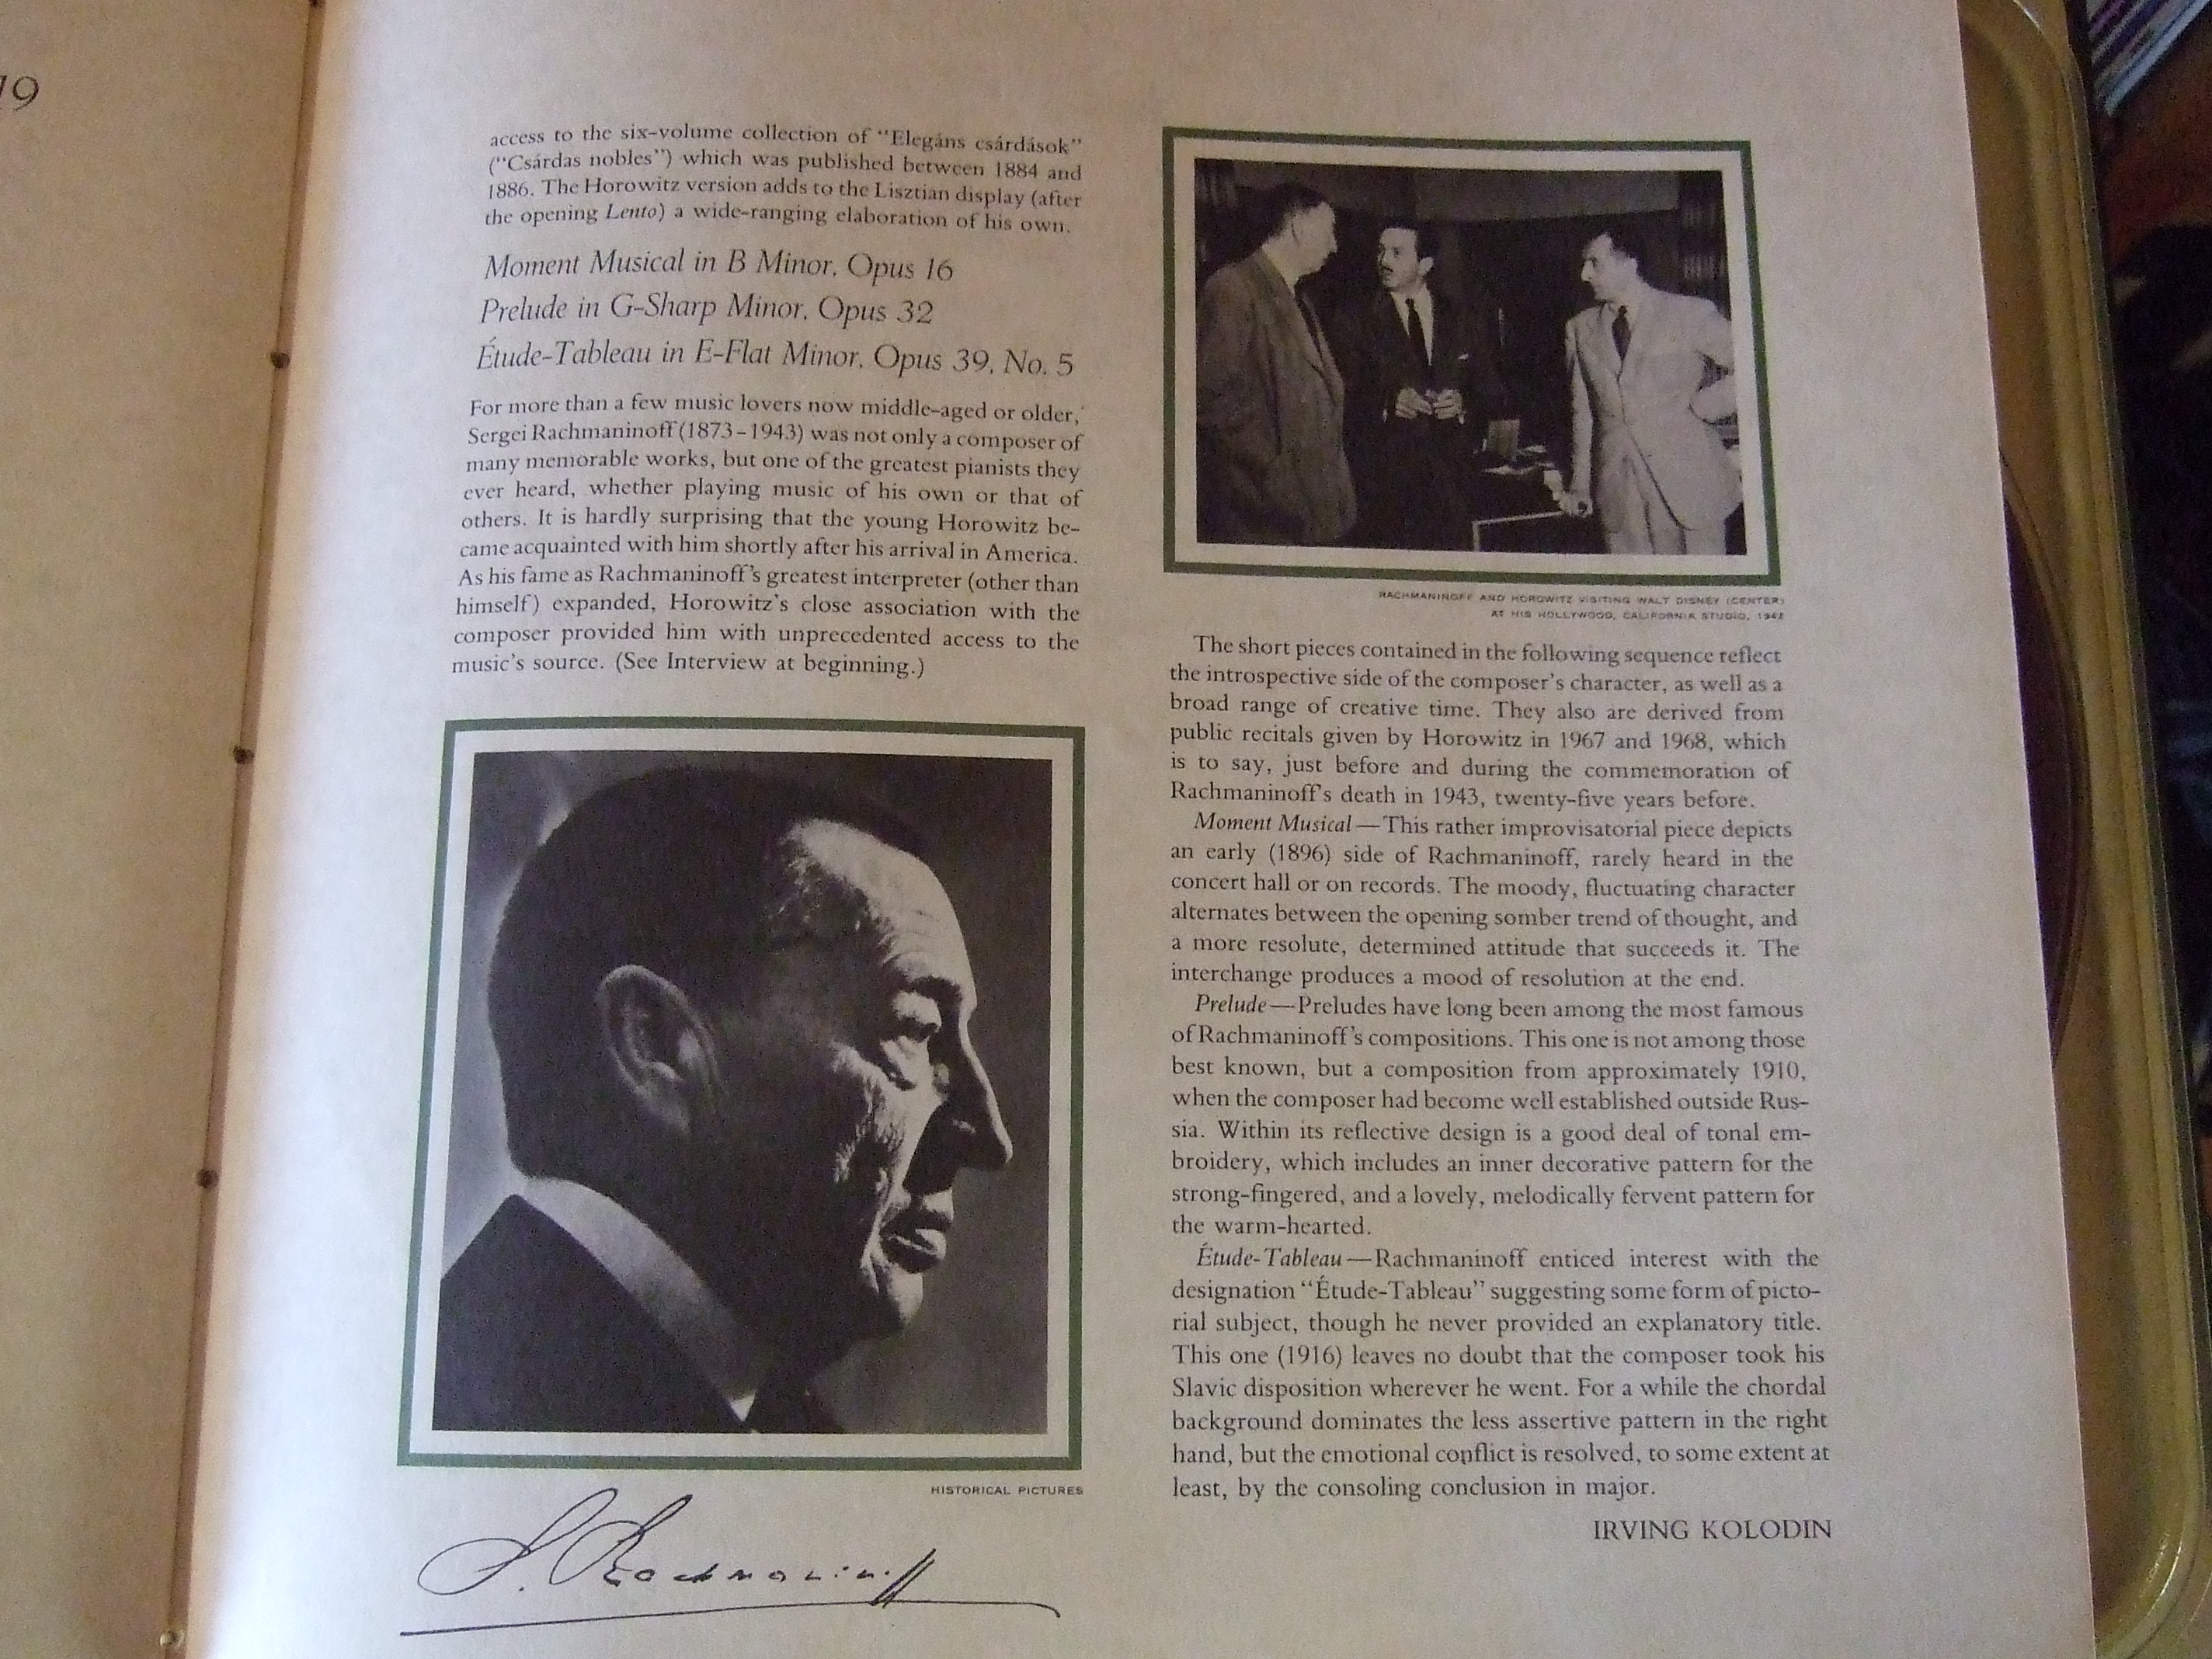 19
access to the six-volume collection of "Elegáns csárdások"
("Csárdas nobles") which was published between 1884 and
1886. The Horowitz version adds to the Lisztian display (after
the opening Lento) a wide-ranging elaboration of his own.
Moment Musical in B Minor, Opus 16
Prelude in G-Sharp Minor, Opus 32
Étude-Tableau in E-Flat Minor, Opus 39, No. 5
For more than a few music lovers now middle-aged or older,
Sergei Rachmaninoff (1873–1943) was not only a composer of
many memorable works, but one of the greatest pianists they
ever heard, whether playing music of his own or that of
others. It is hardly surprising that the young Horowitz be-
came acquainted with him shortly after his arrival in America.
As his fame as Rachmaninoff's greatest interpreter (other than
himself) expanded, Horowitz's close association with the
composer provided him with unprecedented access to the
music's source. (See Interview at beginning.)
HISTORICAL PICTURES
S. Rachmaninoff
RACHMANINOFF AND HOROWITZ VISITING WALT DISNEY (CENTER)
AT HIS HOLLYWOOD, CALIFORNIA STUDIO, 1942
The short pieces contained in the following sequence reflect
the introspective side of the composer's character, as well as a
broad range of creative time. They also are derived from
public recitals given by Horowitz in 1967 and 1968, which
is to say, just before and during the commemoration of
Rachmaninoff's death in 1943, twenty-five years before.
Moment Musical—This rather improvisatorial piece depicts
an early (1896) side of Rachmaninoff, rarely heard in the
concert hall or on records. The moody, fluctuating character
alternates between the opening somber trend of thought, and
a more resolute, determined attitude that succeeds it. The
interchange produces a mood of resolution at the end.
Prelude—Preludes have long been among the most famous
of Rachmaninoff's compositions. This one is not among those
best known, but a composition from approximately 1910,
when the composer had become well established outside Rus-
sia. Within its reflective design is a good deal of tonal em-
broidery, which includes an inner decorative pattern for the
strong-fingered, and a lovely, melodically fervent pattern for
the warm-hearted.
Étude-Tableau—Rachmaninoff enticed interest with the
designation "Étude-Tableau" suggesting some form of picto-
rial subject, though he never provided an explanatory title.
This one (1916) leaves no doubt that the composer took his
Slavic disposition wherever he went. For a while the chordal
background dominates the less assertive pattern in the right
hand, but the emotional conflict is resolved, to some extent at
least, by the consoling conclusion in major.
IRVING KOLODIN